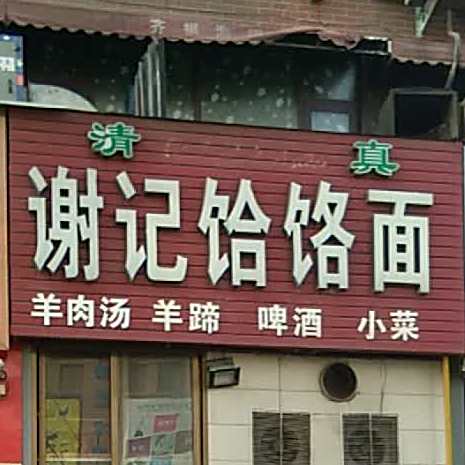 清真
谢记饸饹面
羊肉汤 羊蹄 啤酒 小菜